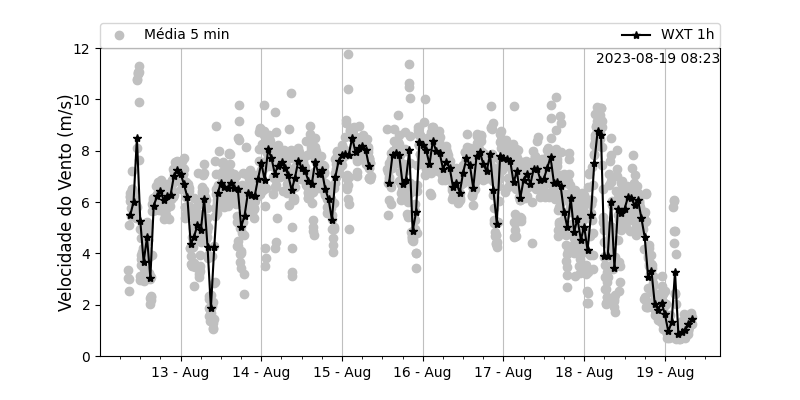 Média 5 min
WXT 1h
2023-08-19 08:23
Velocidade do Vento (m/s)
12
10
8
6
4
2
0
13 - Aug
14 - Aug
15 - Aug
16 - Aug
17 - Aug
18 - Aug
19 - Aug